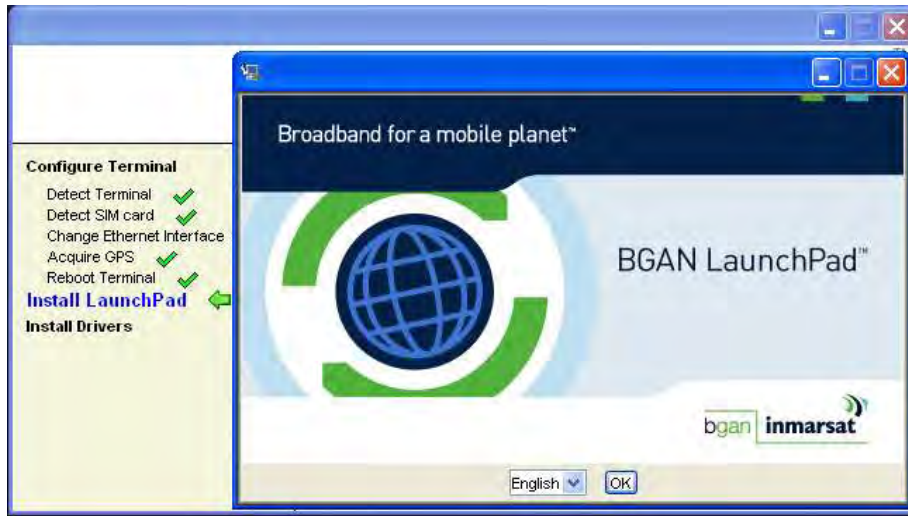 Broadband for a mobile planet™
Configure Terminal
Detect Terminal
Detect SIM card
Change Ethernet Interface
Acquire GPS
Reboot Terminal
Install LaunchPad
Install Drivers
BGAN LaunchPad™
bgan inmarsat
English OK